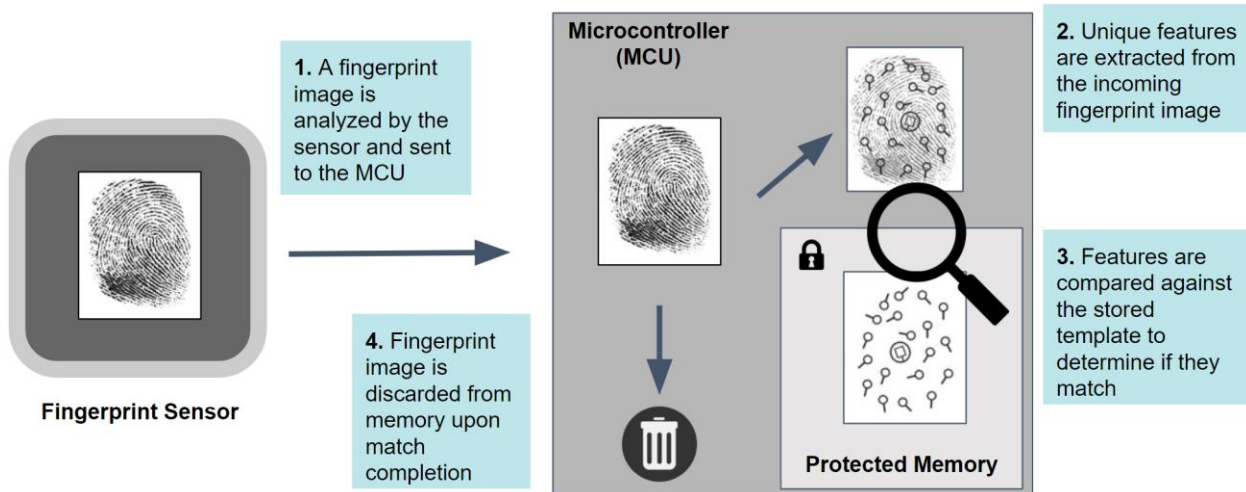 Fingerprint Sensor
1. A fingerprint
image is
analyzed by the
sensor and sent
to the MCU
Microcontroller
(MCU)
2. Unique features
are extracted from
the incoming
fingerprint image
3. Features are
compared against
the stored
template to
determine if they
match
Protected Memory
4. Fingerprint
image is
discarded from
memory upon
match
completion